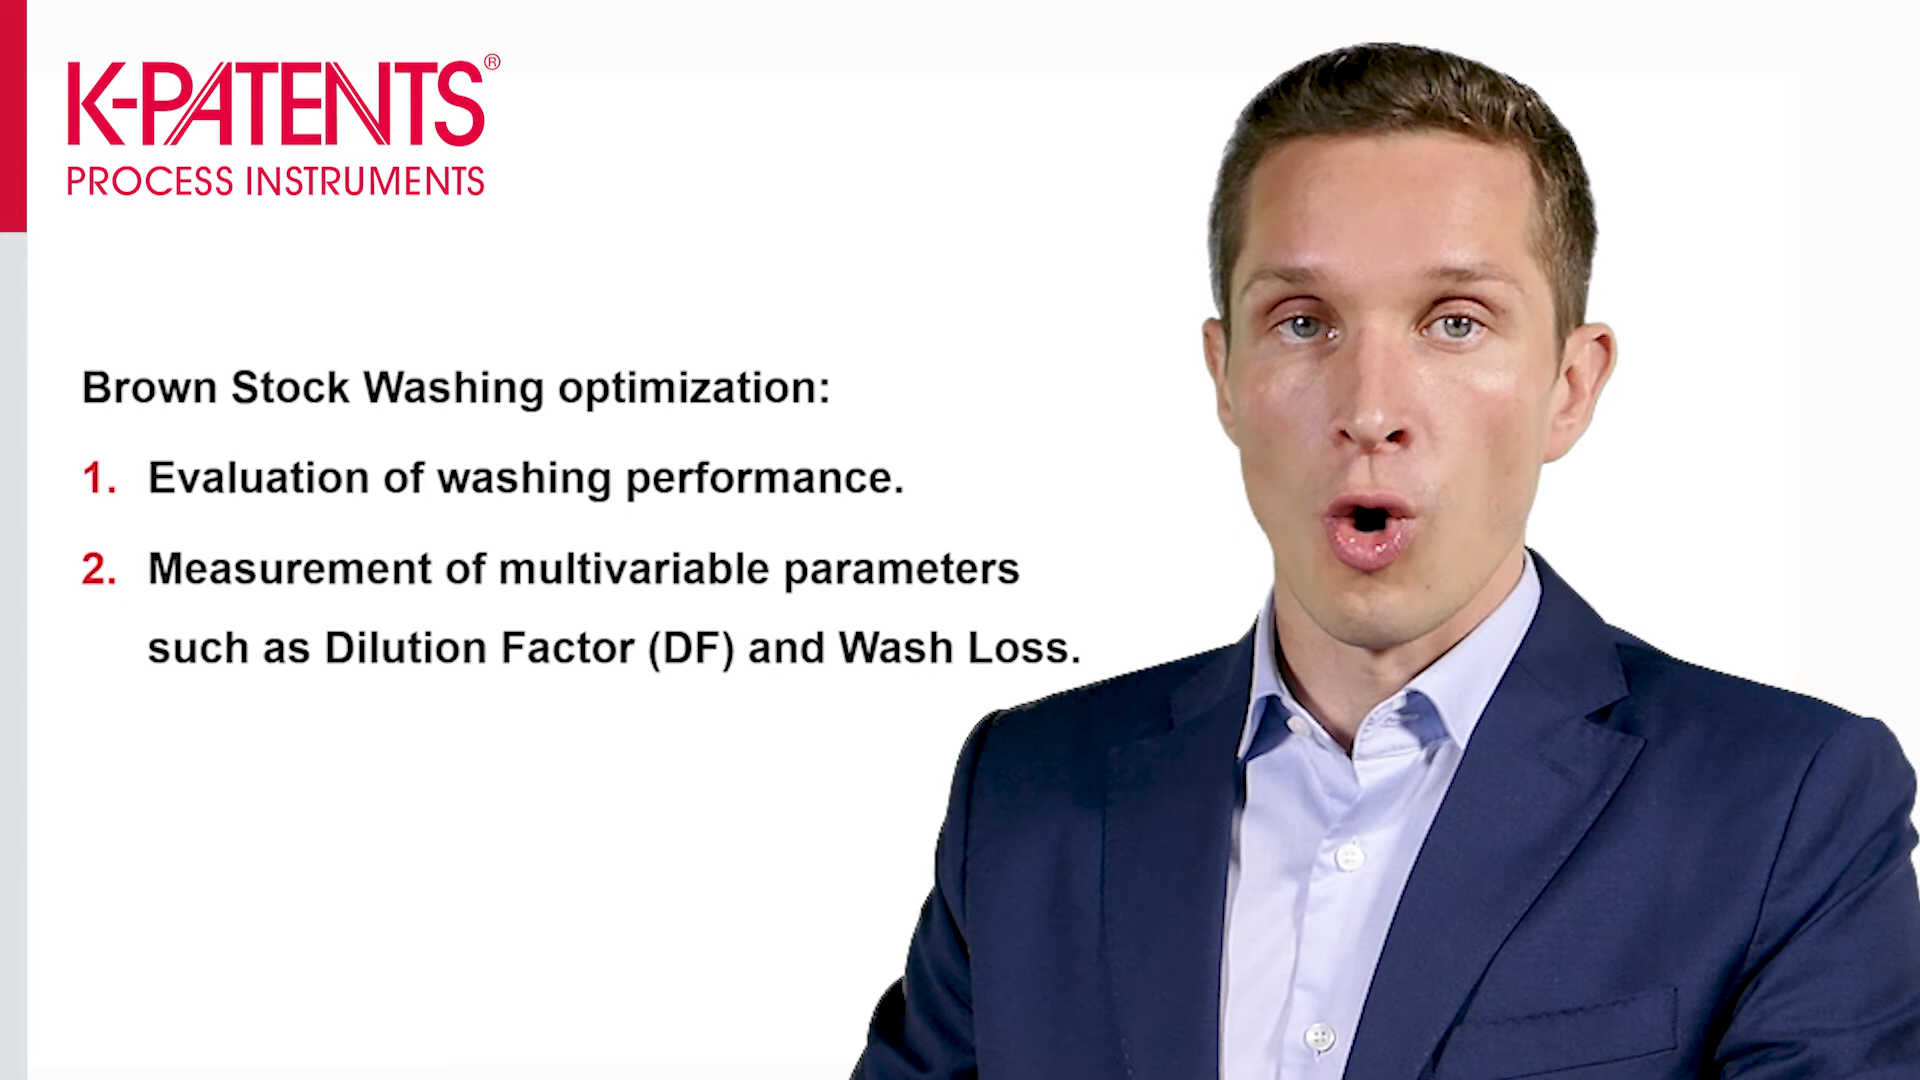 K-PATENTS®
PROCESS INSTRUMENTS
Brown Stock Washing optimization:
1. Evaluation of washing performance.
2. Measurement of multivariable parameters
such as Dilution Factor (DF) and Wash Loss.